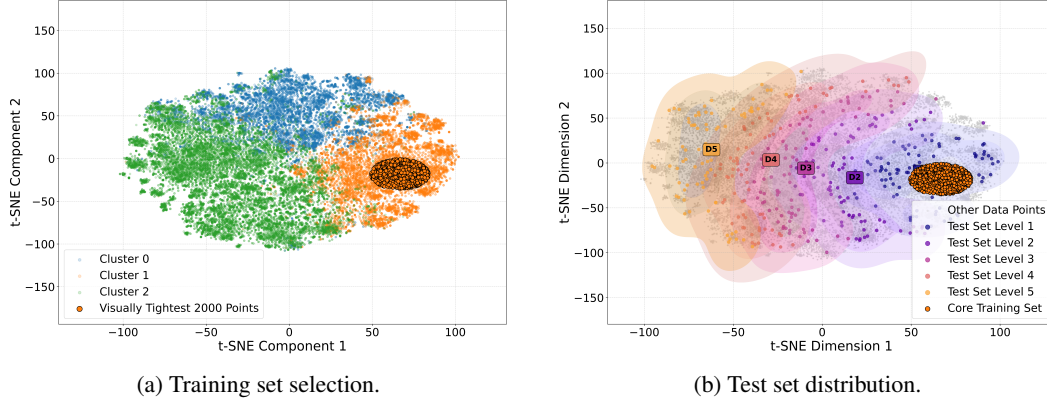 150
100
50
0
−50
−100
−150
−100
−50
0
50
100
t-SNE Component 2
t-SNE Component 1
Cluster 0
Cluster 1
Cluster 2
Visually Tightest 2000 Points
(a) Training set selection.
150
100
50
0
−50
−100
−150
−100
−50
0
50
100
t-SNE Dimension 2
t-SNE Dimension 1
D5
D4
D3
D2
Other Data Points
Test Set Level 1
Test Set Level 2
Test Set Level 3
Test Set Level 4
Test Set Level 5
Core Training Set
(b) Test set distribution.